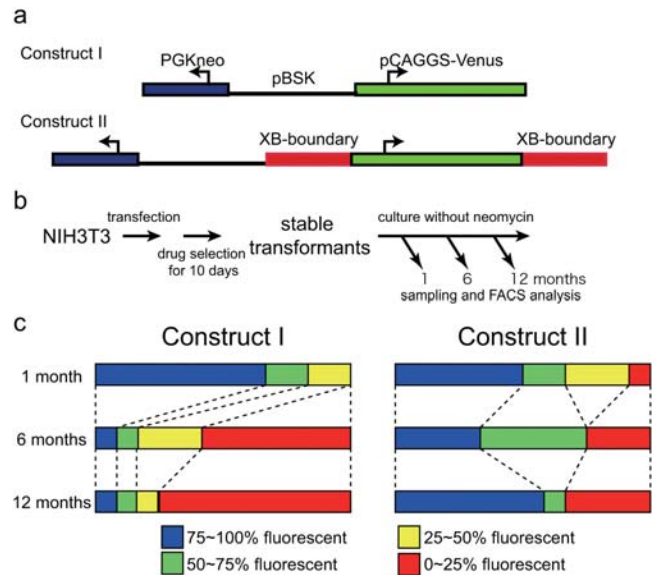 a
Construct I
PGKneo
pBSK
pCAGGS-Venus
Construct II
XB-boundary
XB-boundary
b
NIH3T3
transfection
drug selection
for 10 days
stable
transformants
culture without neomycin
1
6
12 months
sampling and FACS analysis
c
Construct I
Construct II
1 month
6 months
12 months
75~100% fluorescent
50~75% fluorescent
25~50% fluorescent
0~25% fluorescent